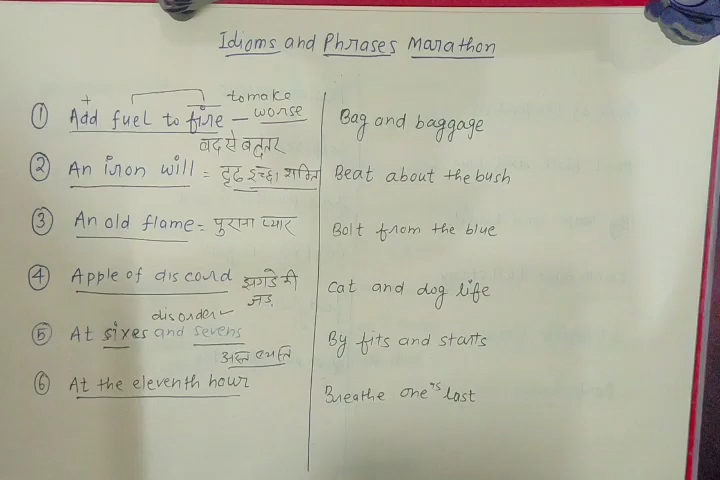 Idioms and Phrases Marathon
① Add fuel to fire — to make worse
बद से बदतर
② An iron will = दृढ़ इच्छा शक्ति
③ An old flame = पुराना प्यार
④ Apple of discord झगड़े की जड़
disorder
⑤ At sixes and sevens
अस्त व्यस्त
⑥ At the eleventh hour
Bag and baggage
Beat about the bush
Bolt from the blue
Cat and dog life
By fits and starts
Breathe one's last